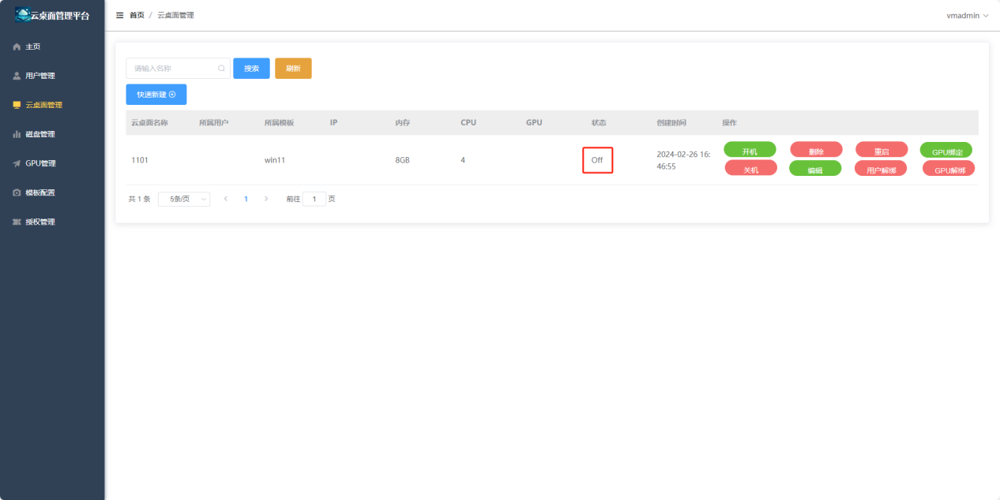 云桌面管理平台
首页 / 云桌面管理
vmadmin
主页
用户管理
云桌面管理
磁盘管理
GPU管理
模板配置
授权管理
请输入名称
搜索
刷新
快速新建
云桌面名称 所属用户 所属模板 IP 内存 CPU GPU 状态 创建时间 操作
1101 win11 8GB 4 Off 2024-02-26 16:
46:55
开机 删除 重启 GPU绑定
关机 编辑 用户解绑 GPU解绑
共 1 条 5条/页 1 前往 1 页